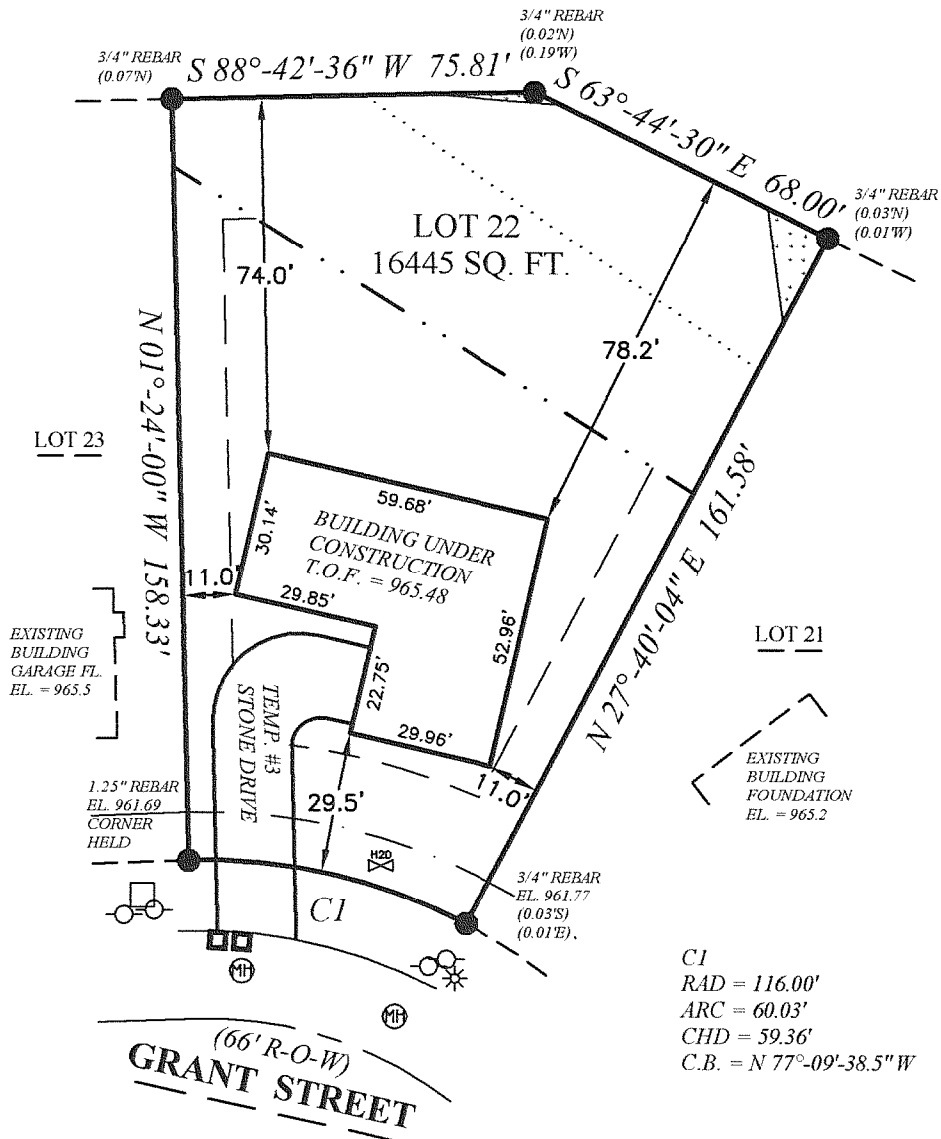 3/4" REBAR
(0.02'N)
(0.19'W)
3/4" REBAR
(0.07'N)
S 88°-42'-36" W 75.81'
S 63°-44'-30" E 68.00'
3/4" REBAR
(0.03'N)
(0.01'W)
LOT 22
16445 SQ. FT.
74.0'
78.2'
N 01°-24'-00" W 158.33'
LOT 23
59.68'
BUILDING UNDER
CONSTRUCTION
T.O.F. = 965.48
30.14'
11.0'
29.85'
52.96'
N 27°-40'-04" E 161.58'
EXISTING
BUILDING
GARAGE FL.
EL. = 965.5
LOT 21
22.75'
TEMP. #3
STONE DRIVE
29.96'
11.0'
EXISTING
BUILDING
FOUNDATION
EL. = 965.2
1.25" REBAR
EL. 961.69
CORNER
HELD
29.5'
H2O
3/4" REBAR
EL. 961.77
(0.03'S)
(0.01'E)
C1
MH
MH
C1
RAD = 116.00'
ARC = 60.03'
CHD = 59.36'
C.B. = N 77°-09'-38.5" W
(66' R-O-W)
GRANT STREET